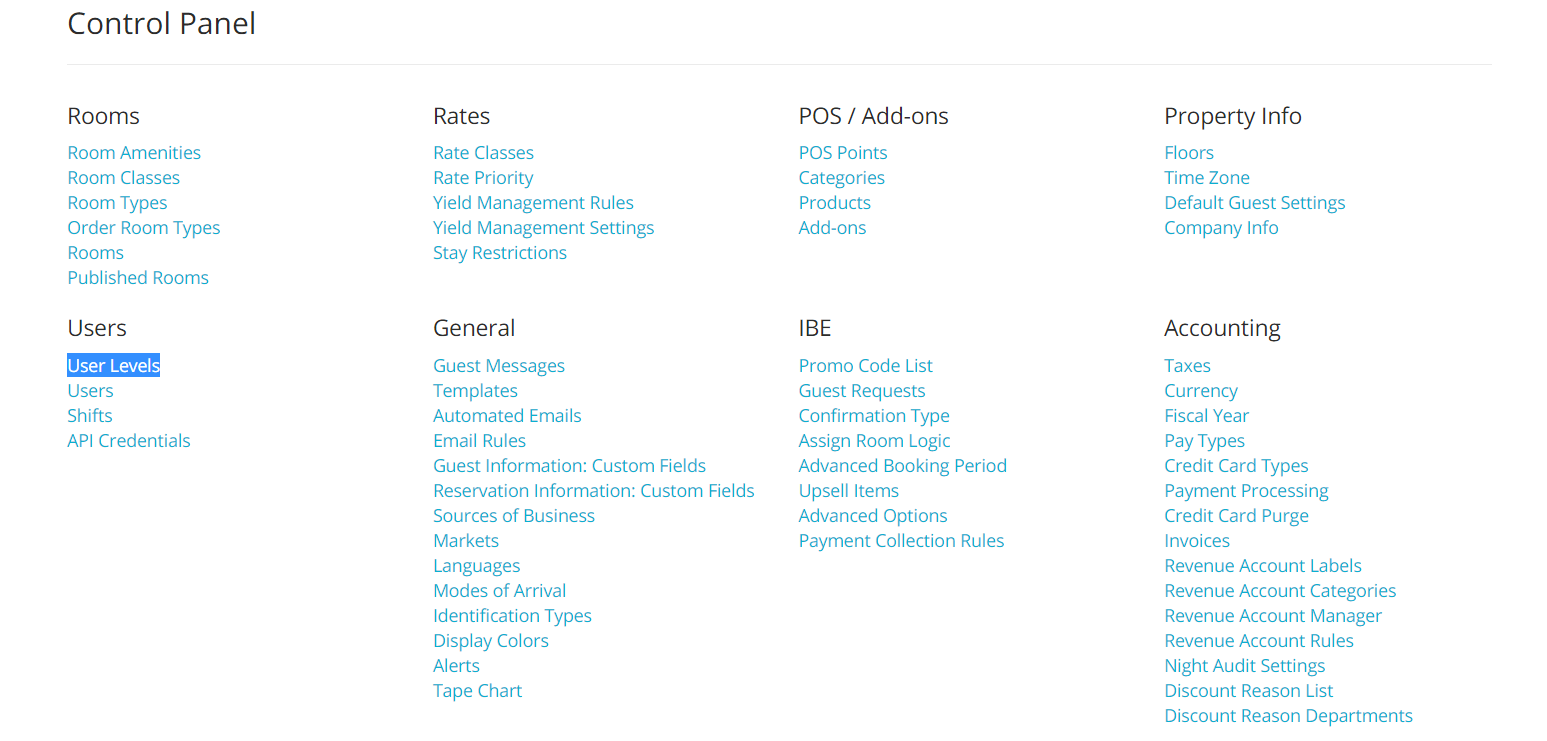 Control Panel
Rooms
Room Amenities
Room Classes
Room Types
Order Room Types
Rooms
Published Rooms
Rates
Rate Classes
Rate Priority
Yield Management Rules
Yield Management Settings
Stay Restrictions
POS / Add-ons
POS Points
Categories
Products
Add-ons
Property Info
Floors
Time Zone
Default Guest Settings
Company Info
Users
User Levels
Users
Shifts
API Credentials
General
Guest Messages
Templates
Automated Emails
Email Rules
Guest Information: Custom Fields
Reservation Information: Custom Fields
Sources of Business
Markets
Languages
Modes of Arrival
Identification Types
Display Colors
Alerts
Tape Chart
IBE
Promo Code List
Guest Requests
Confirmation Type
Assign Room Logic
Advanced Booking Period
Upsell Items
Advanced Options
Payment Collection Rules
Accounting
Taxes
Currency
Fiscal Year
Pay Types
Credit Card Types
Payment Processing
Credit Card Purge
Invoices
Revenue Account Labels
Revenue Account Categories
Revenue Account Manager
Revenue Account Rules
Night Audit Settings
Discount Reason List
Discount Reason Departments